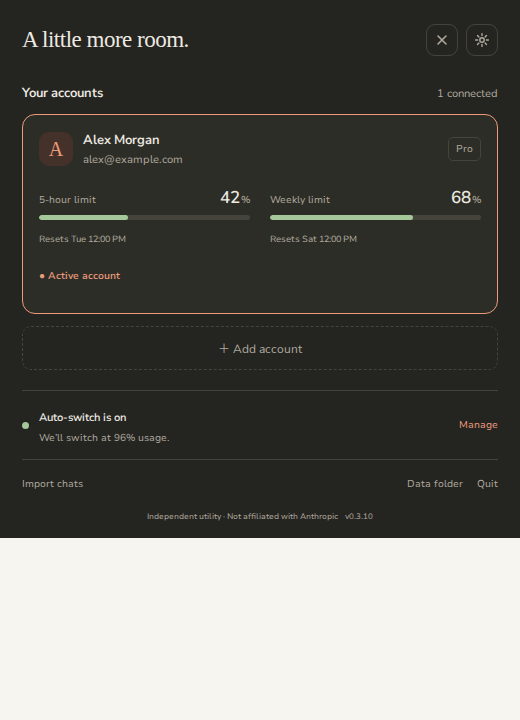 A little more room.
Your accounts
1 connected
A
Alex Morgan
alex@example.com
Pro
5-hour limit
42%
Weekly limit
68%
Resets Tue 12:00 PM
Resets Sat 12:00 PM
● Active account
+ Add account
Auto-switch is on
We'll switch at 96% usage.
Manage
Import chats
Data folder
Quit
Independent utility · Not affiliated with Anthropic v0.3.10